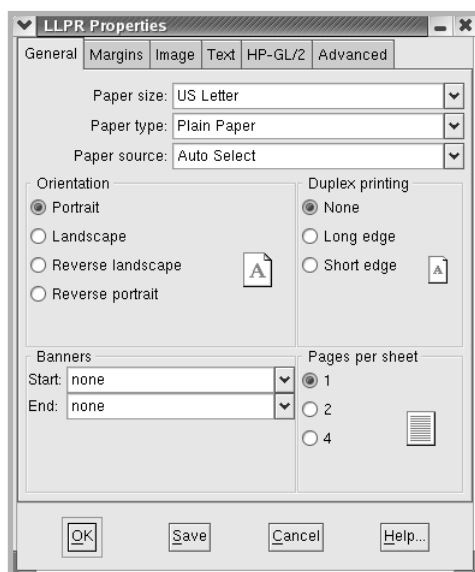 LLPR Properties
General Margins Image Text HP-GL/2 Advanced
Paper size: US Letter
Paper type: Plain Paper
Paper source: Auto Select
Orientation
Portrait
Landscape
Reverse landscape
Reverse portrait
A
Duplex printing
None
Long edge
Short edge
A
Banners
Start: none
End: none
Pages per sheet
1
2
4
OK Save Cancel Help...